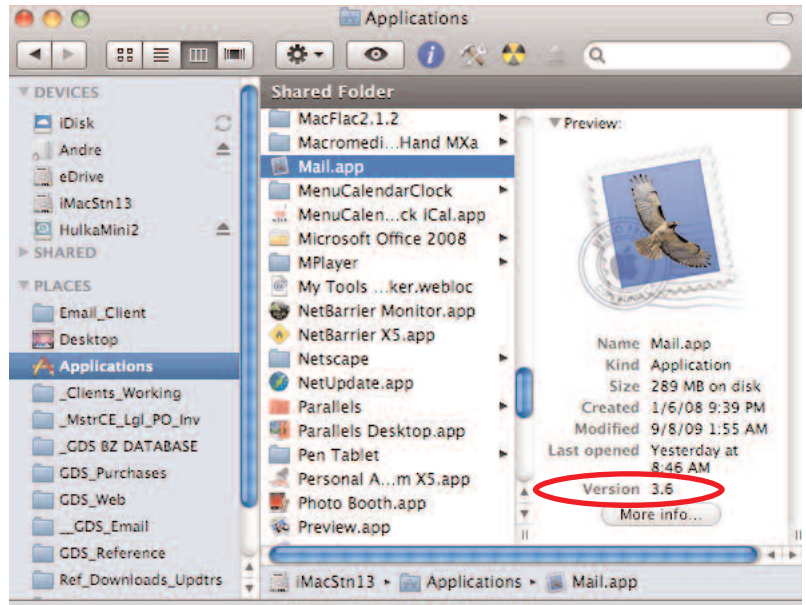 Applications
Shared Folder
DEVICES
iDisk
Andre
eDrive
iMacStn13
HulkaMini2
SHARED
PLACES
Email_Client
Desktop
Applications
_Clients_Working
_MstrCE_Lgl_PO_Inv
_GDS BZ DATABASE
GDS_Purchases
GDS_Web
__GDS_Email
GDS_Reference
Ref_Downloads_Updtrs
MacFlac2.1.2
Macromedi...Hand MXa
Mail.app
MenuCalendarClock
MenuCalen...ck iCal.app
Microsoft Office 2008
MPlayer
My Tools ...ker.webloc
NetBarrier Monitor.app
NetBarrier X5.app
Netscape
NetUpdate.app
Parallels
Parallels Desktop.app
Pen Tablet
Personal A...m X5.app
Photo Booth.app
Preview.app
Preview:
Name Mail.app
Kind Application
Size 289 MB on disk
Created 1/6/08 9:39 PM
Modified 9/8/09 1:55 AM
Last opened Yesterday at
8:46 AM
Version 3.6
More info...
iMacStn13 Applications Mail.app